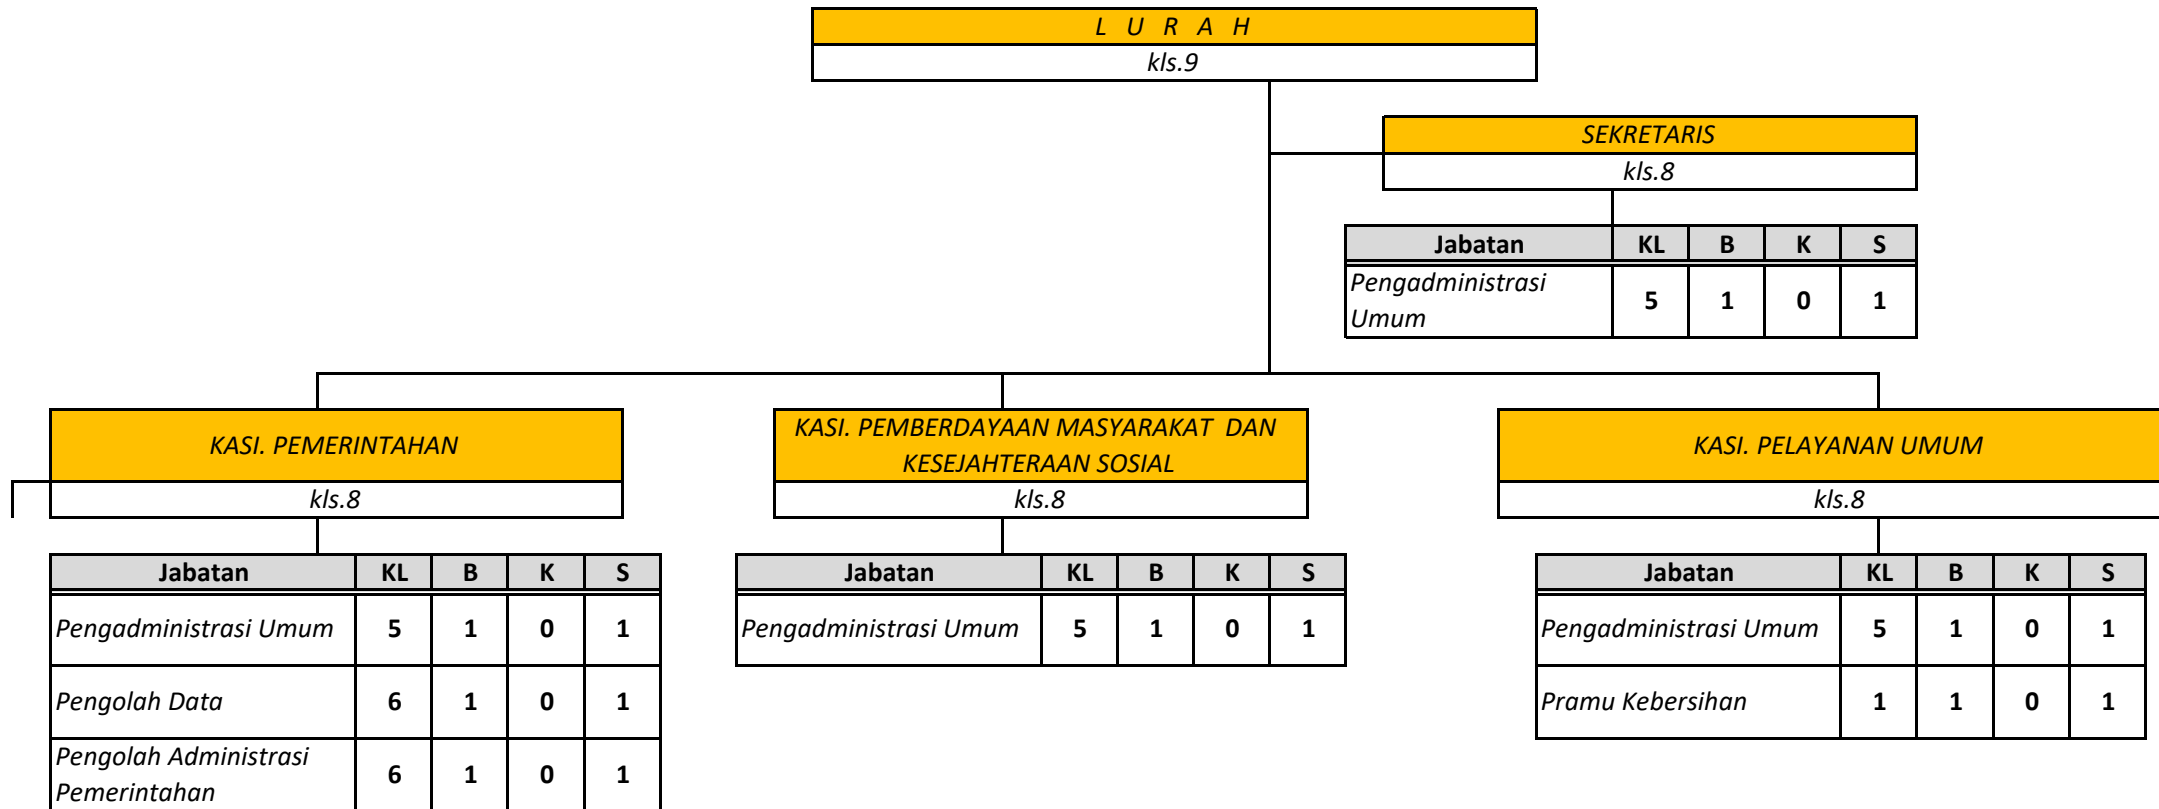 L U R A H
kls.9
SEKRETARIS
kls.8
Jabatan KL B K S
Pengadministrasi
Umum 5 1 0 1
KASI. PEMERINTAHAN
kls.8
Jabatan KL B K S
Pengadministrasi Umum 5 1 0 1
Pengolah Data 6 1 0 1
Pengolah Administrasi
Pemerintahan 6 1 0 1
KASI. PEMBERDAYAAN MASYARAKAT DAN
KESEJAHTERAAN SOSIAL
kls.8
Jabatan KL B K S
Pengadministrasi Umum 5 1 0 1
KASI. PELAYANAN UMUM
kls.8
Jabatan KL B K S
Pengadministrasi Umum 5 1 0 1
Pramu Kebersihan 1 1 0 1